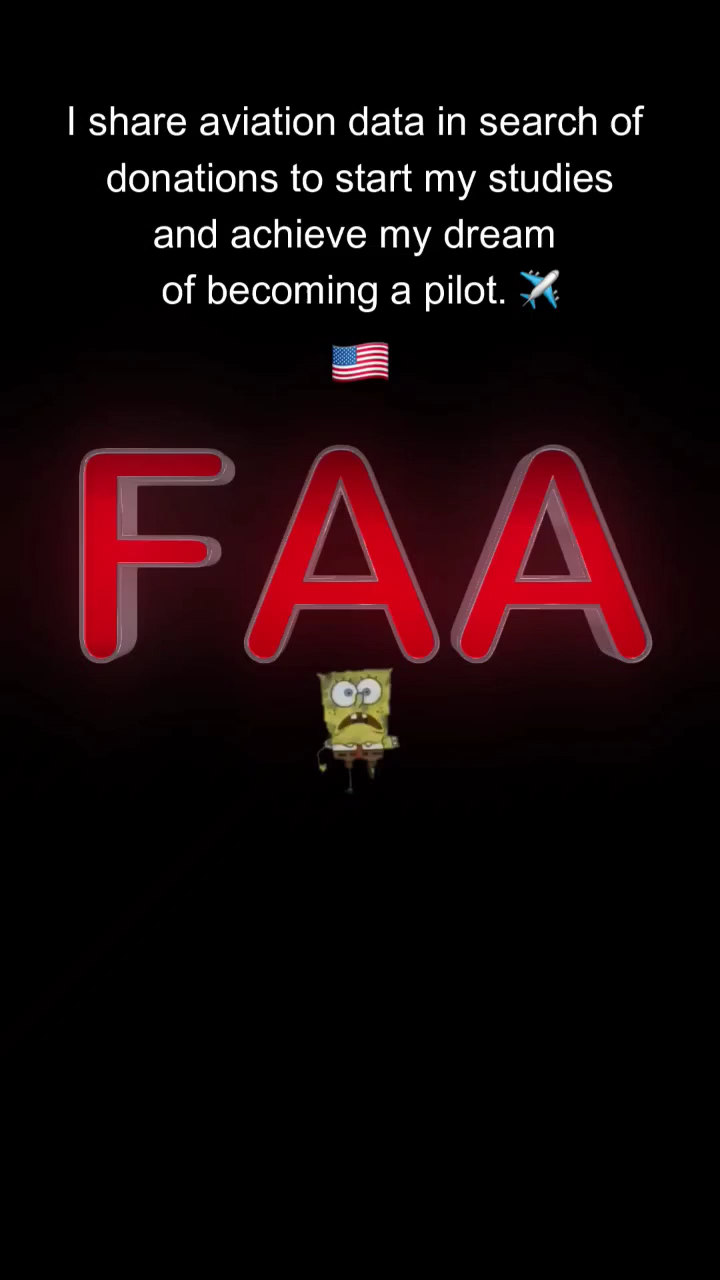 I share aviation data in search of
donations to start my studies
and achieve my dream
of becoming a pilot. ✈️
🇺🇸
FAA